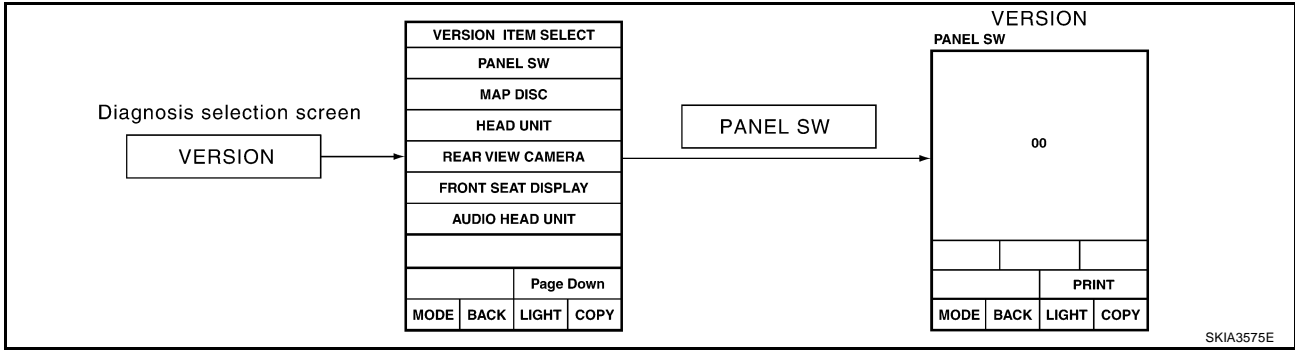 Diagnosis selection screen
VERSION
VERSION ITEM SELECT
PANEL SW
MAP DISC
HEAD UNIT
REAR VIEW CAMERA
FRONT SEAT DISPLAY
AUDIO HEAD UNIT
Page Down
MODE BACK LIGHT COPY
PANEL SW
VERSION
PANEL SW
00
PRINT
MODE BACK LIGHT COPY
SKIA3575E